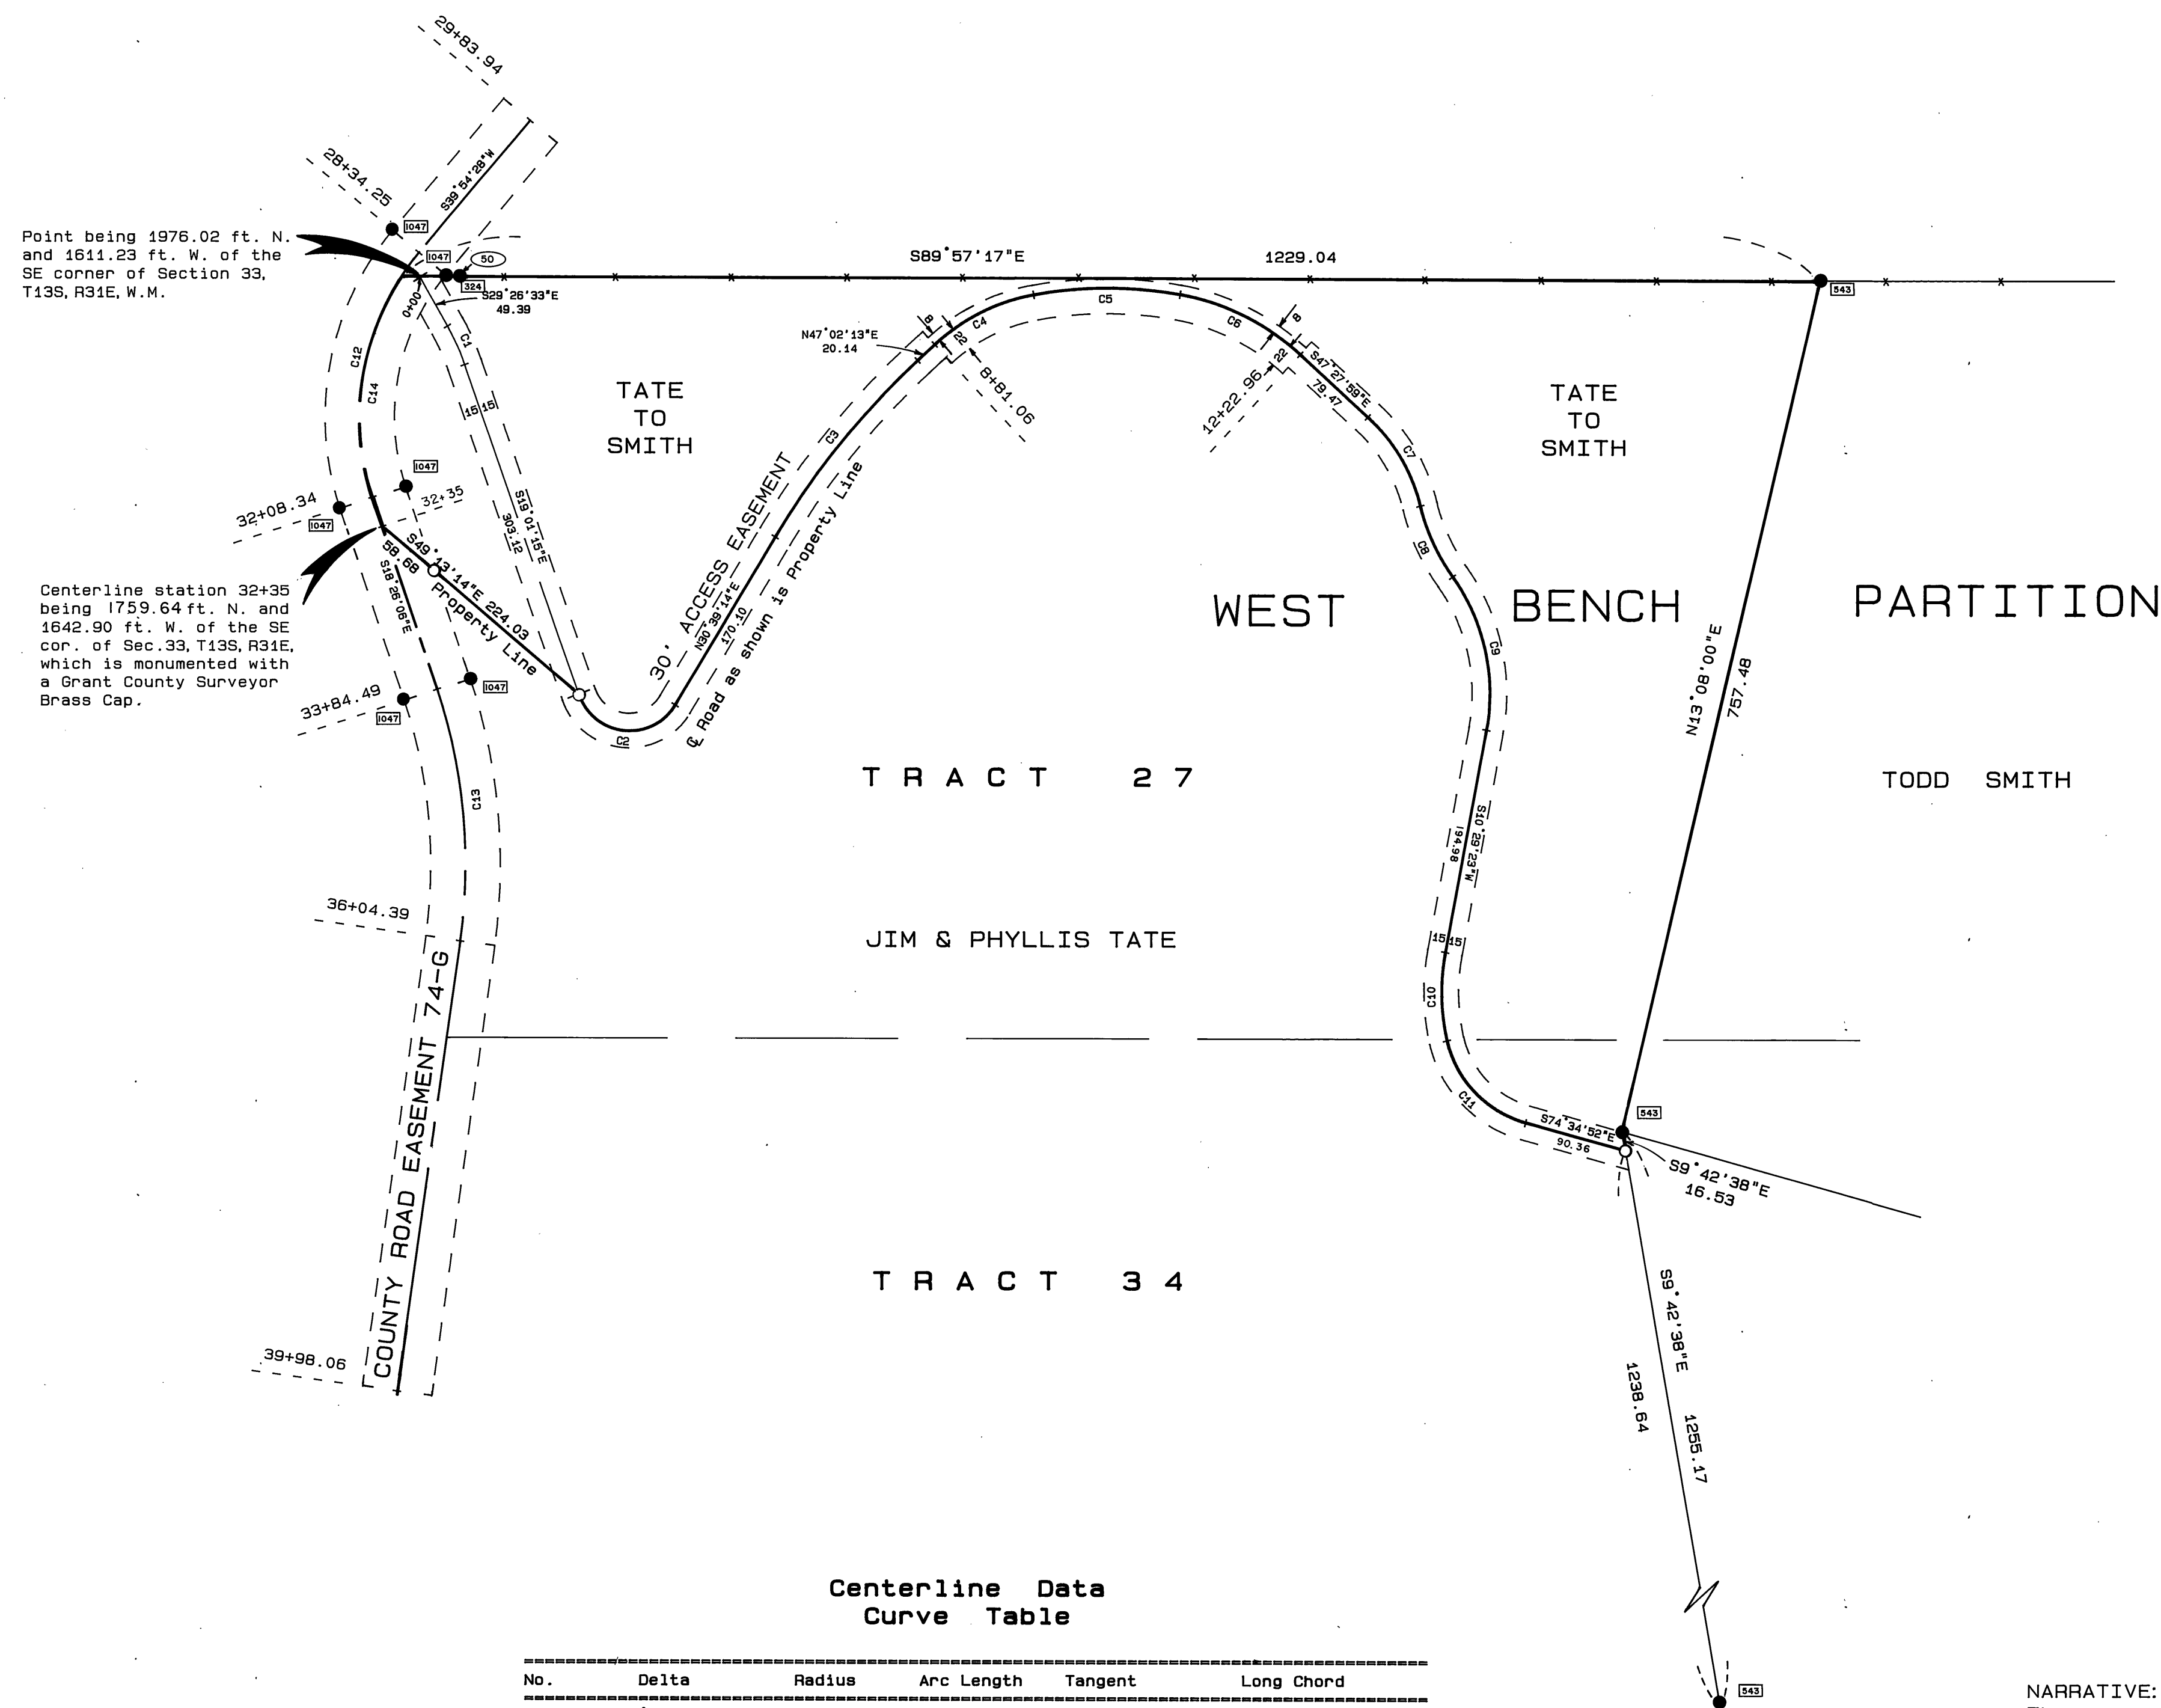 29+83.94
28+34.25
S39°54'28"W
1047
Point being 1976.02 ft. N.
and 1611.23 ft. W. of the
SE corner of Section 33,
T13S, R31E, W.M.
1047
50
324
S89°57'17"E
1229.04
543
0+00
S29°26'33"E
49.39
C1
C12
C14
N47°02'13"E
20.14
8
22
C4
C5
C6
8
22
8+81.06
12+22.96
S47°27'59"E
79.47
TATE
TO
SMITH
TATE
TO
SMITH
15
15
C3
C7
1047
32+35
32+08.34
1047
S19°01'15"E
303.12
C8
Centerline station 32+35
being 1759.64 ft. N. and
1642.90 ft. W. of the SE
cor. of Sec.33, T13S, R31E,
which is monumented with
a Grant County Surveyor
Brass Cap.
S49°13'14"E 224.03
58.68
Property Line
S18°26'06"E
30' ACCESS EASEMENT
N30°39'14"E
170.10
℄ Road as shown is Property Line
WEST BENCH PARTITION
C9
N13°08'00"E
757.48
1047
33+84.49
1047
C2
TRACT 27
TODD SMITH
C13
S10°29'23"W
194.98
36+04.39
JIM & PHYLLIS TATE
15
15
C10
COUNTY ROAD EASEMENT 74-G
C11
S74°34'52"E
90.36
543
S9°42'38"E
16.53
TRACT 34
39+98.06
S9°42'38"E
1238.64
1255.17
Centerline Data
Curve Table
No. Delta Radius Arc Length Tangent Long Chord
543
NARRATIVE: